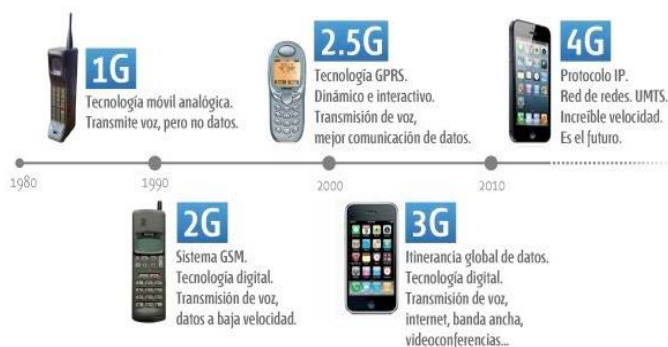 1G
Tecnología móvil analógica.
Transmite voz, pero no datos.
2.5G
Tecnología GPRS.
Dinámico e interactivo.
Transmisión de voz,
mejor comunicación de datos.
4G
Protocolo IP.
Red de redes. UMTS.
Increíble velocidad.
Es el futuro.
1980
1990
2000
2010
2G
Sistema GSM.
Tecnología digital.
Transmisión de voz,
datos a baja velocidad.
3G
Itinerancia global de datos.
Tecnología digital.
Transmisión de voz,
internet, banda ancha,
videoconferencias...